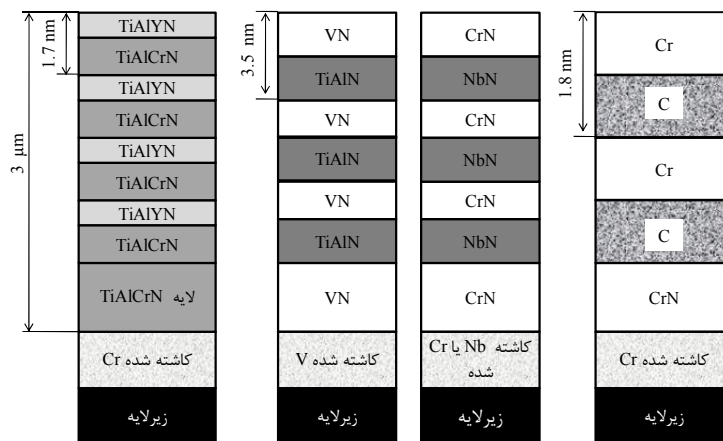 3 μm
1.7 nm
TiAlYN
TiAlCrN
TiAlYN
TiAlCrN
TiAlYN
TiAlCrN
TiAlYN
TiAlCrN
لایه TiAlCrN
کاشته شده Cr
زیرلایه
3.5 nm
VN
TiAlN
VN
TiAlN
VN
TiAlN
VN
کاشته شده V
زیرلایه
CrN
NbN
CrN
NbN
CrN
NbN
CrN
کاشته Nb یا Cr
شده
زیرلایه
1.8 nm
Cr
C
Cr
C
CrN
کاشته شده Cr
زیرلایه